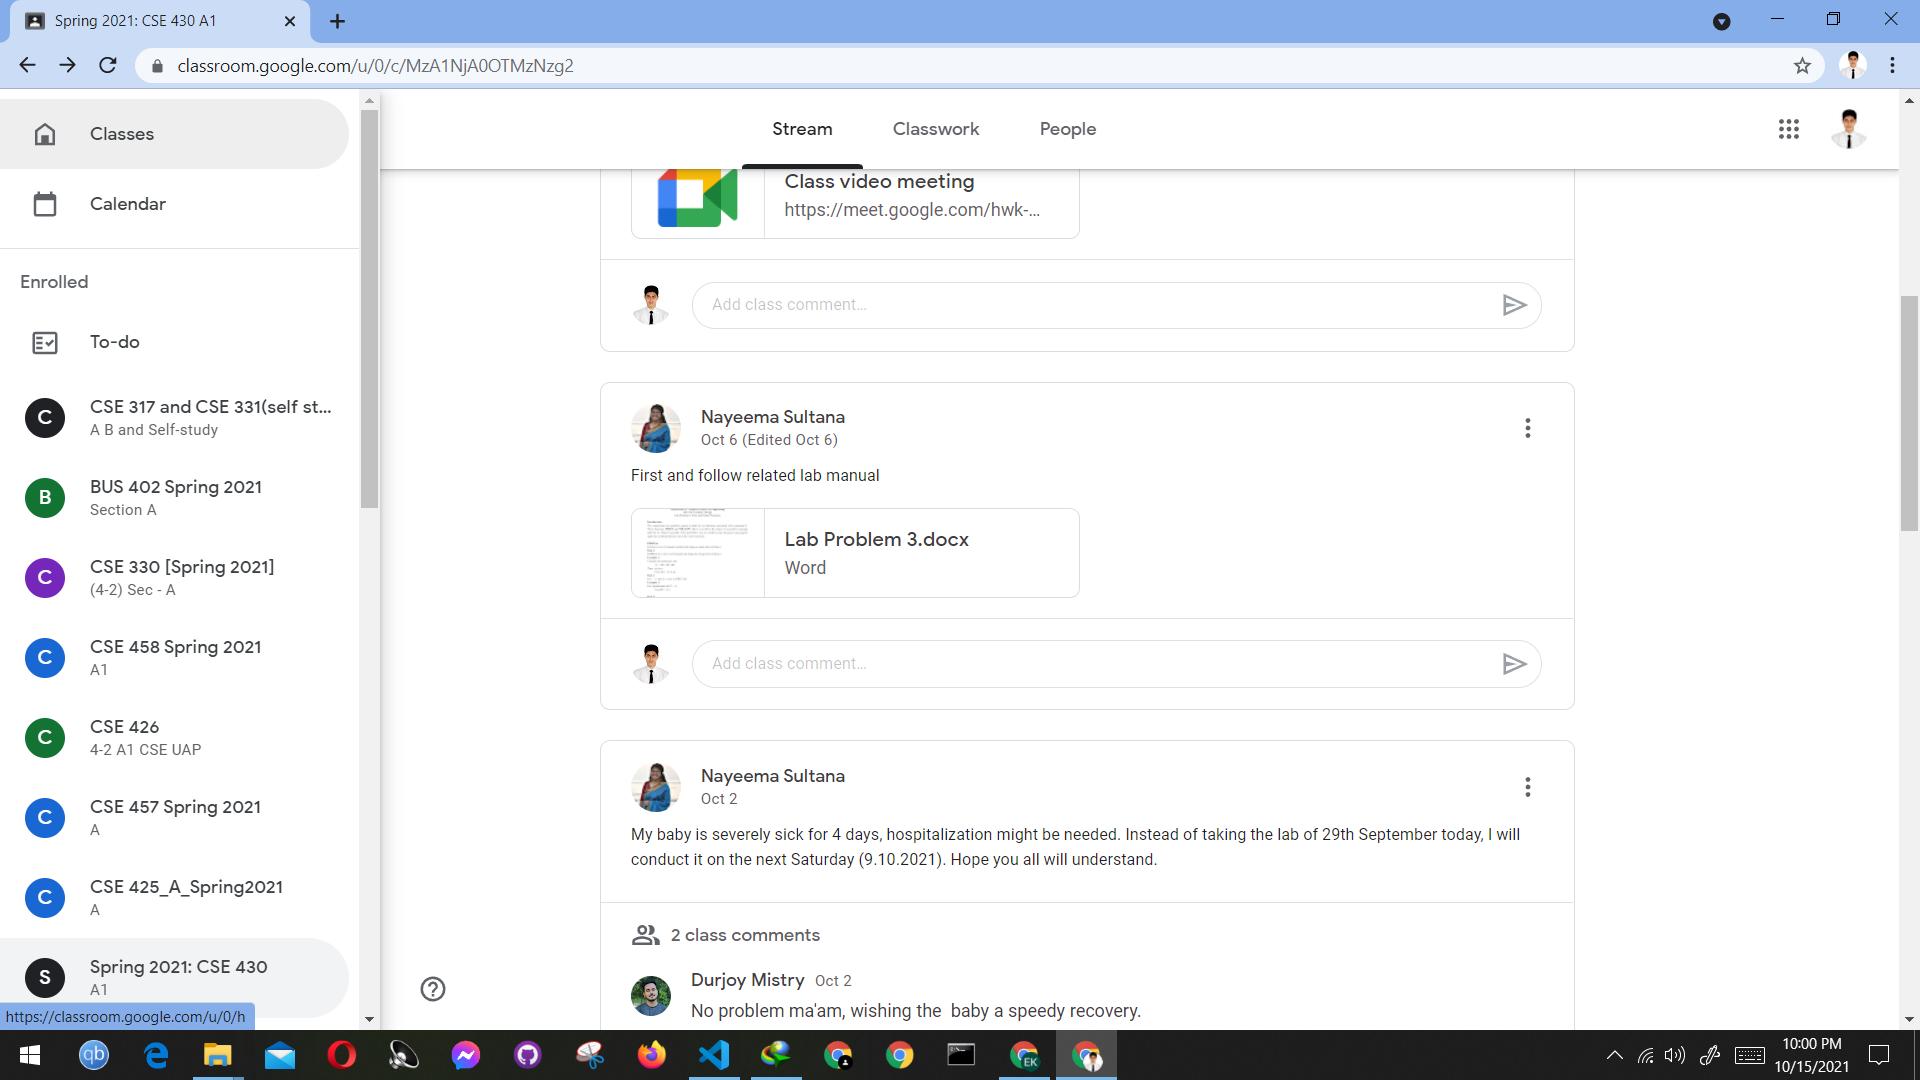 Spring 2021: CSE 430 A1
classroom.google.com/u/0/c/MzA1NjA0OTMzNzg2
Classes
Calendar
Enrolled
To-do
C
CSE 317 and CSE 331(self st...
A B and Self-study
B
BUS 402 Spring 2021
Section A
C
CSE 330 [Spring 2021]
(4-2) Sec - A
C
CSE 458 Spring 2021
A1
C
CSE 426
4-2 A1 CSE UAP
C
CSE 457 Spring 2021
A
C
CSE 425_A_Spring2021
A
S
Spring 2021: CSE 430
A1
https://classroom.google.com/u/0/h
Stream Classwork People
Class video meeting
https://meet.google.com/hwk-...
Add class comment...
Nayeema Sultana
Oct 6 (Edited Oct 6)
First and follow related lab manual
Lab Problem 3.docx
Word
Add class comment...
Nayeema Sultana
Oct 2
My baby is severely sick for 4 days, hospitalization might be needed. Instead of taking the lab of 29th September today, I will
conduct it on the next Saturday (9.10.2021). Hope you all will understand.
2 class comments
Durjoy Mistry Oct 2
No problem ma'am, wishing the  baby a speedy recovery.
qb
EK
10:00 PM
10/15/2021